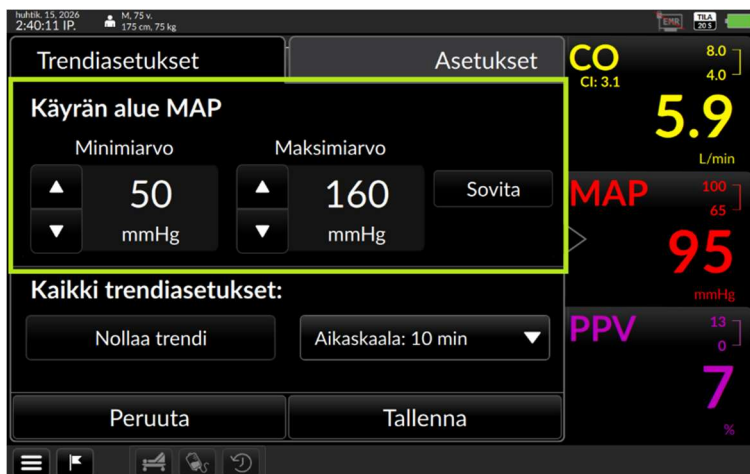 huhtik. 15, 2026
2:40:11 IP.
M, 75 v.
175 cm, 75 kg
EMR
TILA
20 S
Trendiasetukset
Asetukset
Käyrän alue MAP
Minimiarvo
Maksimiarvo
50
mmHg
160
mmHg
Sovita
Kaikki trendiasetukset:
Nollaa trendi
Aikaskaala: 10 min
Peruuta
Tallenna
CO
CI: 3.1
8.0
4.0
5.9
L/min
MAP
100
65
95
mmHg
PPV
13
0
7
%